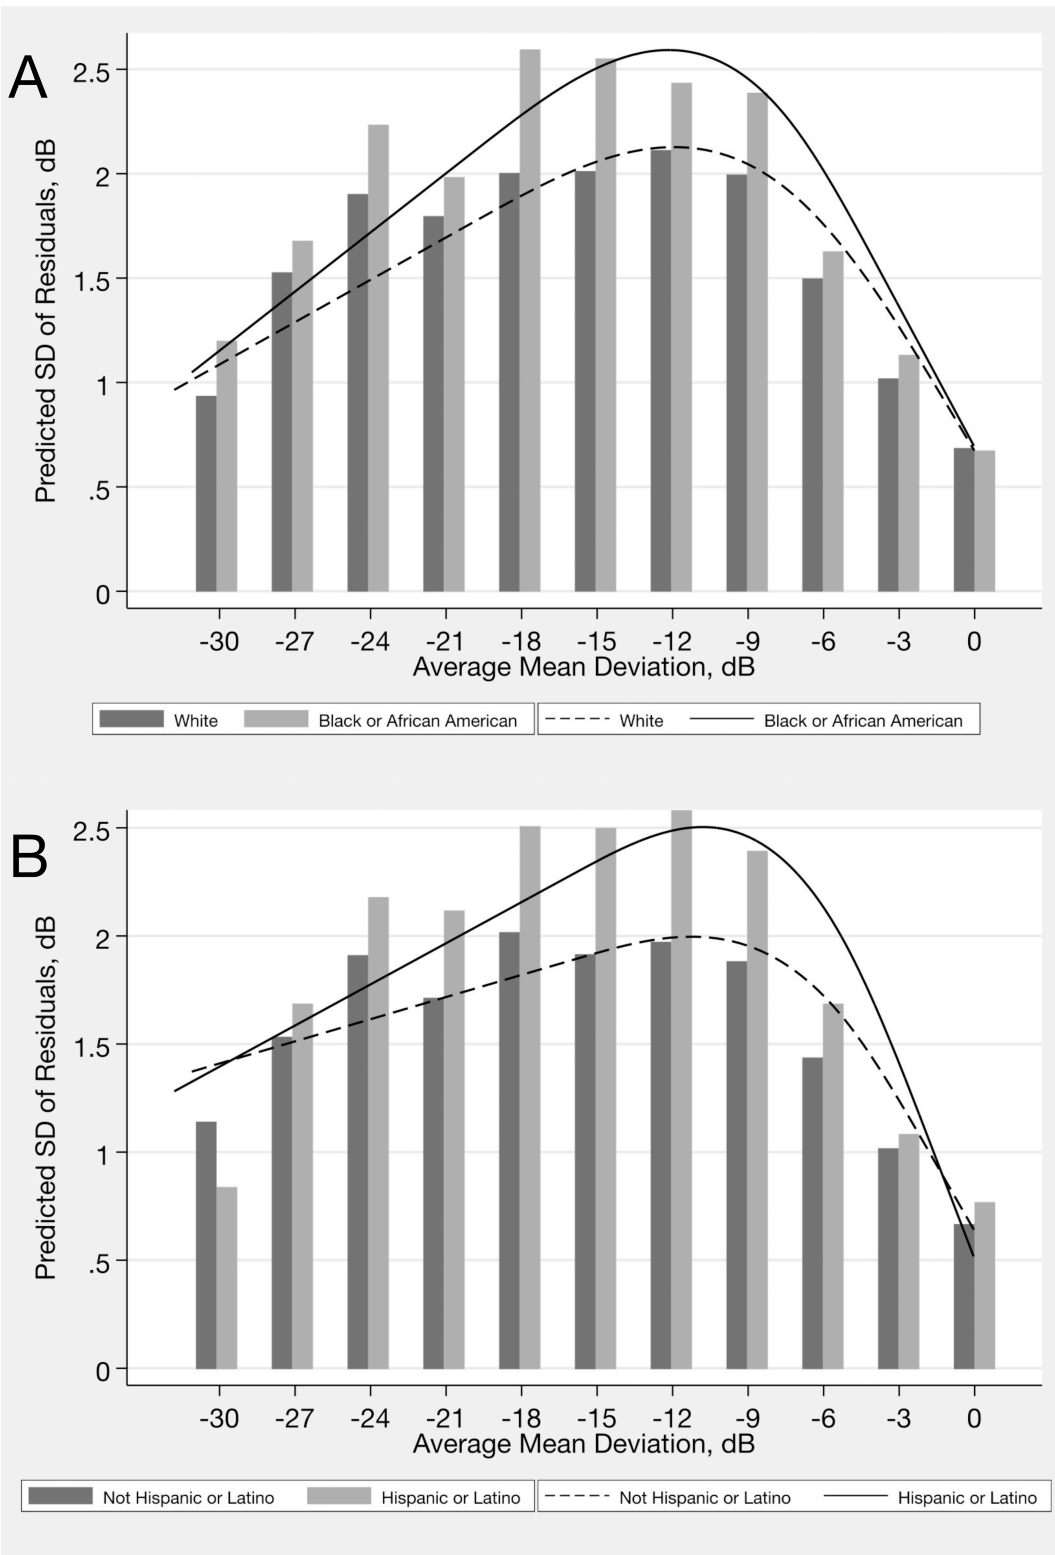 A
Predicted SD of Residuals, dB
2.5
2
1.5
1
.5
0
-30 -27 -24 -21 -18 -15 -12 -9 -6 -3 0
Average Mean Deviation, dB
White Black or African American White Black or African American
B
Predicted SD of Residuals, dB
2.5
2
1.5
1
.5
0
-30 -27 -24 -21 -18 -15 -12 -9 -6 -3 0
Average Mean Deviation, dB
Not Hispanic or Latino Hispanic or Latino Not Hispanic or Latino Hispanic or Latino